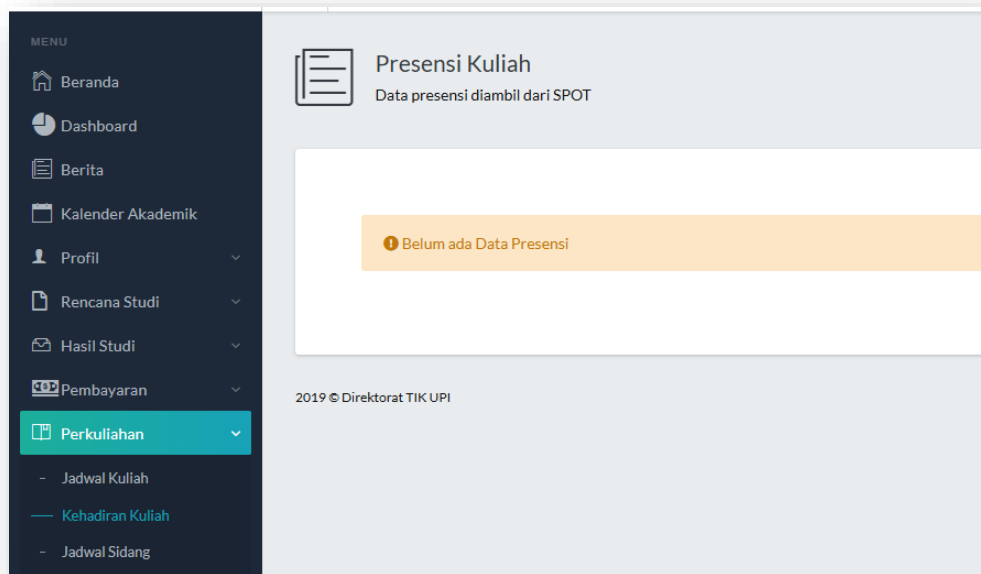 MENU
Beranda
Dashboard
Berita
Kalender Akademik
Profil
Rencana Studi
Hasil Studi
Pembayaran
Perkuliahan
- Jadwal Kuliah
— Kehadiran Kuliah
- Jadwal Sidang
Presensi Kuliah
Data presensi diambil dari SPOT
Belum ada Data Presensi
2019 © Direktorat TIK UPI